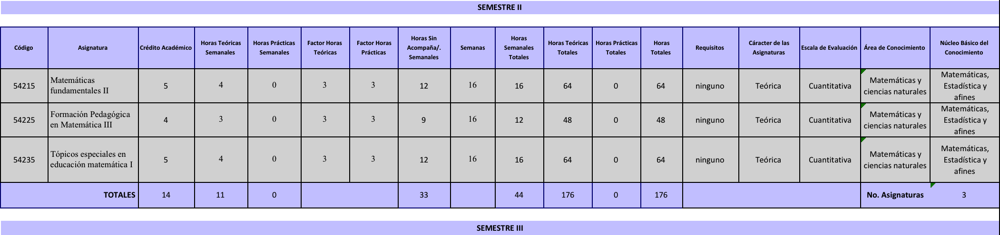 SEMESTRE II
Código Asignatura Crédito Académico Horas Teóricas Semanales Horas Prácticas Semanales Factor Horas Teóricas Factor Horas Prácticas Horas Sin Acompaña/. Semanales Semanas Horas Semanales Totales Horas Teóricas Totales Horas Prácticas Totales Horas Totales Requisitos Cáracter de las Asignaturas Escala de Evaluación Área de Conocimiento Núcleo Básico del Conocimiento
54215 Matemáticas fundamentales II 5 4 0 3 3 12 16 16 64 0 64 ninguno Teórica Cuantitativa Matemáticas y ciencias naturales Matemáticas, Estadística y afines
54225 Formación Pedagógica en Matemática III 4 3 0 3 3 9 16 12 48 0 48 ninguno Teórica Cuantitativa Matemáticas y ciencias naturales Matemáticas, Estadística y afines
54235 Tópicos especiales en educación matemática I 5 4 0 3 3 12 16 16 64 0 64 ninguno Teórica Cuantitativa Matemáticas y ciencias naturales Matemáticas, Estadística y afines
TOTALES 14 11 0 33 44 176 0 176 No. Asignaturas 3
SEMESTRE III